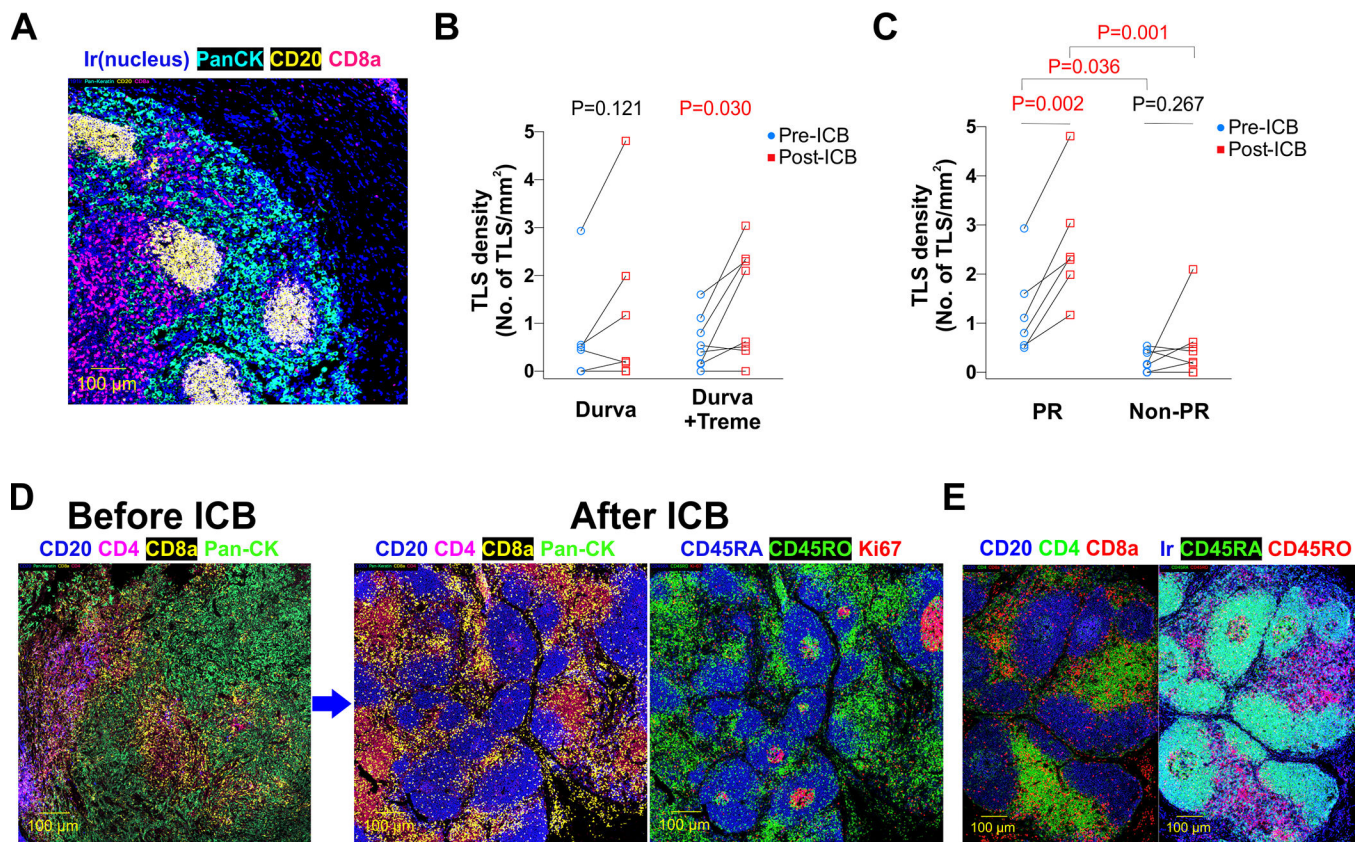 A
Ir(nucleus) PanCK CD20 CD8a
Pan-Keratin CD20 CD8a
100 µm
B
P=0.121 P=0.030
Pre-ICB
Post-ICB
TLS density
(No. of TLS/mm²)
5
4
3
2
1
0
Durva Durva
+Treme
C
P=0.001
P=0.036
P=0.002 P=0.267
Pre-ICB
Post-ICB
TLS density
(No. of TLS/mm²)
5
4
3
2
1
0
PR Non-PR
D
Before ICB After ICB
CD20 CD4 CD8a Pan-CK
CD20 CD4 CD8a Pan-CK
CD45RA CD45RO Ki67
100 µm
100 µm
100 µm
E
CD20 CD4 CD8a
Ir CD45RA CD45RO
100 µm
100 µm